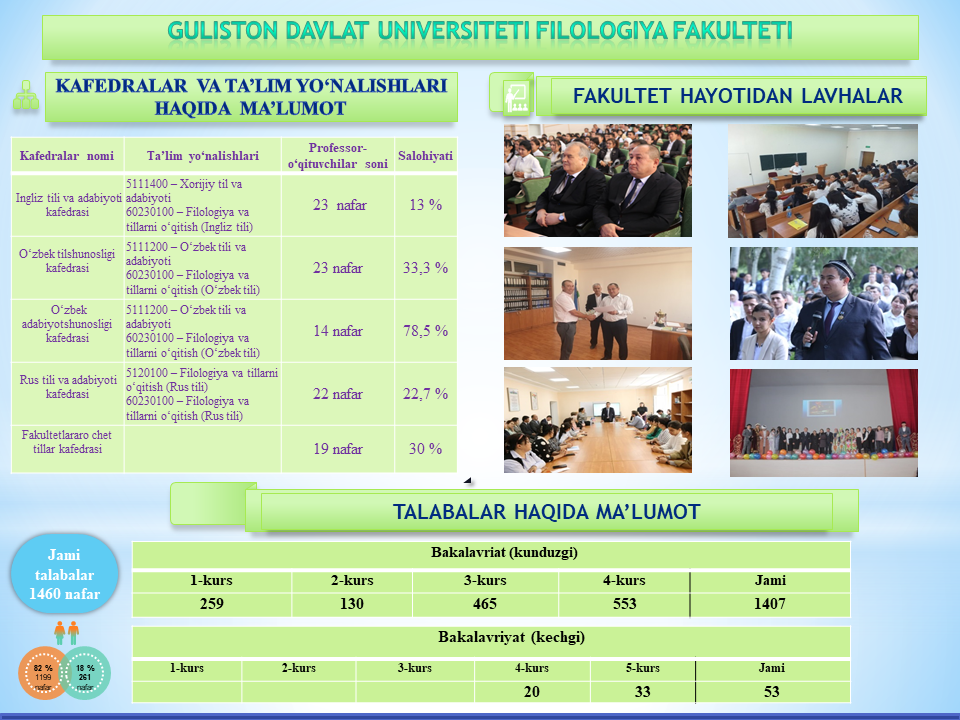 GULISTON DAVLAT UNIVERSITETI FILOLOGIYA FAKULTETI
KAFEDRALAR VA TA’LIM YO‘NALISHLARI
HAQIDA MA’LUMOT
Kafedralar nomi
Ta’lim yo‘nalishlari
Professor-
o‘qituvchilar soni
Salohiyati
Ingliz tili va adabiyoti
kafedrasi
5111400 – Xorijiy til va
adabiyoti
60230100 – Filologiya va
tillarni o‘qitish (Ingliz tili)
23 nafar
13 %
O‘zbek tilshunosligi
kafedrasi
5111200 – O‘zbek tili va
adabiyoti
60230100 – Filologiya va
tillarni o‘qitish (O‘zbek tili)
23 nafar
33,3 %
O‘zbek
adabiyotshunosligi
kafedrasi
5111200 – O‘zbek tili va
adabiyoti
60230100 – Filologiya va
tillarni o‘qitish (O‘zbek tili)
14 nafar
78,5 %
Rus tili va adabiyoti
kafedrasi
5120100 – Filologiya va tillarni
o‘qitish (Rus tili)
60230100 – Filologiya va
tillarni o‘qitish (Rus tili)
22 nafar
22,7 %
Fakultetlararo chet
tillar kafedrasi
19 nafar
30 %
FAKULTET HAYOTIDAN LAVHALAR
TALABALAR HAQIDA MA’LUMOT
Jami
talabalar
1460 nafar
82 %
1199
nafar
18 %
261
nafar
Bakalavriat (kunduzgi)
1-kurs 2-kurs 3-kurs 4-kurs Jami
259 130 465 553 1407
Bakalavriyat (kechgi)
1-kurs 2-kurs 3-kurs 4-kurs 5-kurs Jami
20 33 53